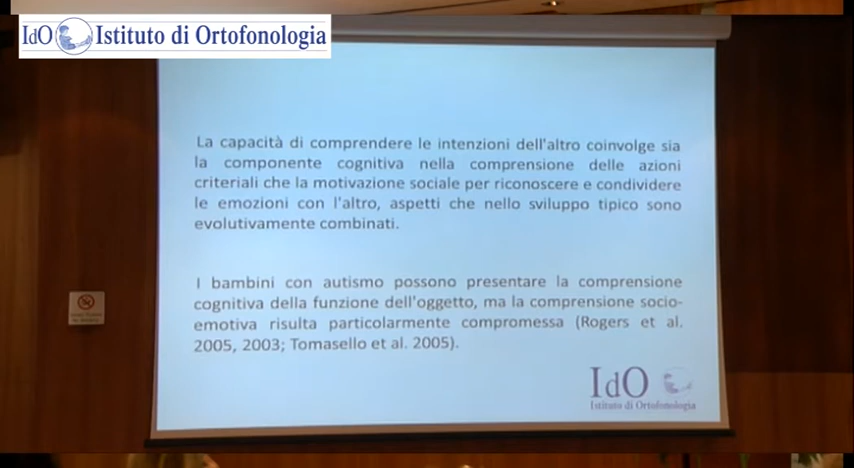 IdO Istituto di Ortofonologia
La capacità di comprendere le intenzioni dell'altro coinvolge sia
la componente cognitiva nella comprensione delle azioni
criteriali che la motivazione sociale per riconoscere e condividere
le emozioni con l'altro, aspetti che nello sviluppo tipico sono
evolutivamente combinati.
I bambini con autismo possono presentare la comprensione
cognitiva della funzione dell'oggetto, ma la comprensione socio-
emotiva risulta particolarmente compromessa (Rogers et al.
2005, 2003; Tomasello et al. 2005).
IdO
Istituto di Ortofonologia